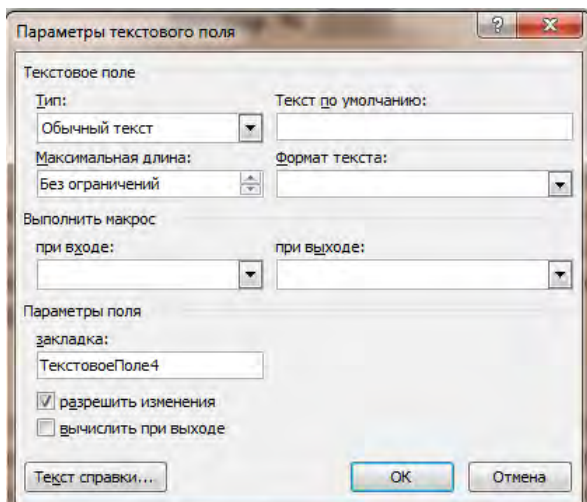 Параметры текстового поля
Текстовое поле
Тип: Текст по умолчанию:
Обычный текст
Максимальная длина: Формат текста:
Без ограничений
Выполнить макрос
при входе: при выходе:
Параметры поля
закладка:
ТекстовоеПоле4
разрешить изменения
вычислить при выходе
Текст справки... ОК Отмена